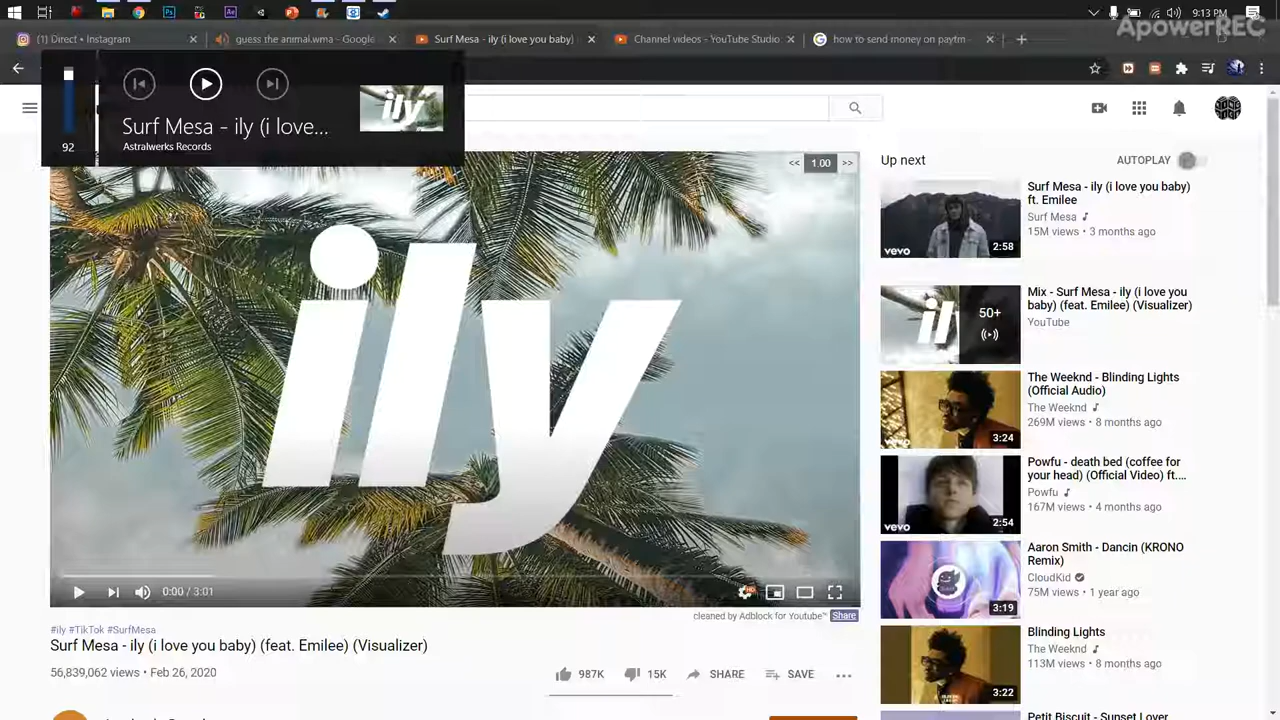 9:13 PM
ApowerREC
(1) Direct • Instagram
guess the animal.wma - Google
Surf Mesa - ily (i love you baby)
Channel videos - YouTube Studio
how to send money on paytm -
92
Surf Mesa - ily (i love...
Astralwerks Records
ily
<< 1.00 >>
ily
0:00 / 3:01
HD
cleaned by Adblock for Youtube™ Share
#ily #TikTok #SurfMesa
Surf Mesa - ily (i love you baby) (feat. Emilee) (Visualizer)
56,839,062 views • Feb 26, 2020
987K
15K
SHARE
SAVE
Up next
AUTOPLAY
vevo
2:58
Surf Mesa - ily (i love you baby)
ft. Emilee
Surf Mesa
15M views • 3 months ago
50+
Mix - Surf Mesa - ily (i love you
baby) (feat. Emilee) (Visualizer)
YouTube
vevo
3:24
The Weeknd - Blinding Lights
(Official Audio)
The Weeknd
269M views • 8 months ago
vevo
2:54
Powfu - death bed (coffee for
your head) (Official Video) ft....
Powfu
167M views • 4 months ago
3:19
Aaron Smith - Dancin (KRONO
Remix)
CloudKid
75M views • 1 year ago
3:22
Blinding Lights
The Weeknd
113M views • 8 months ago
Petit Biscuit - Sunset Lover